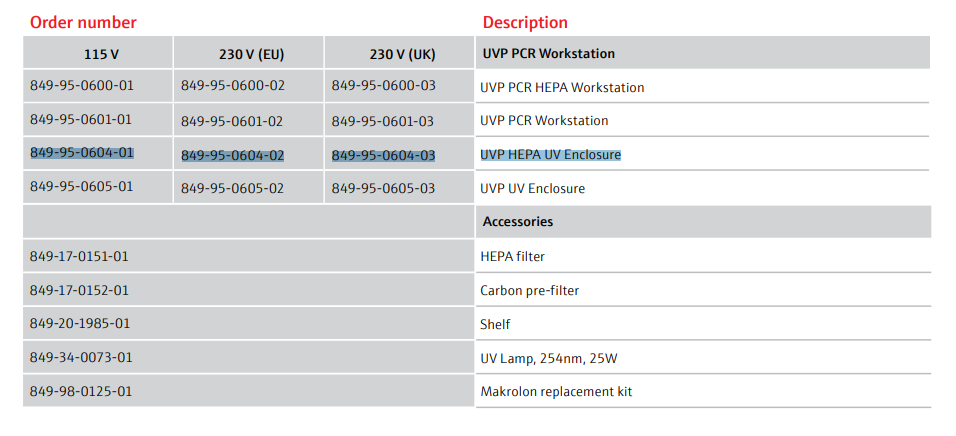 Order number Description
115 V 230 V (EU) 230 V (UK) UVP PCR Workstation
849-95-0600-01 849-95-0600-02 849-95-0600-03 UVP PCR HEPA Workstation
849-95-0601-01 849-95-0601-02 849-95-0601-03 UVP PCR Workstation
849-95-0604-01 849-95-0604-02 849-95-0604-03 UVP HEPA UV Enclosure
849-95-0605-01 849-95-0605-02 849-95-0605-03 UVP UV Enclosure
Accessories
849-17-0151-01 HEPA filter
849-17-0152-01 Carbon pre-filter
849-20-1985-01 Shelf
849-34-0073-01 UV Lamp, 254nm, 25W
849-98-0125-01 Makrolon replacement kit